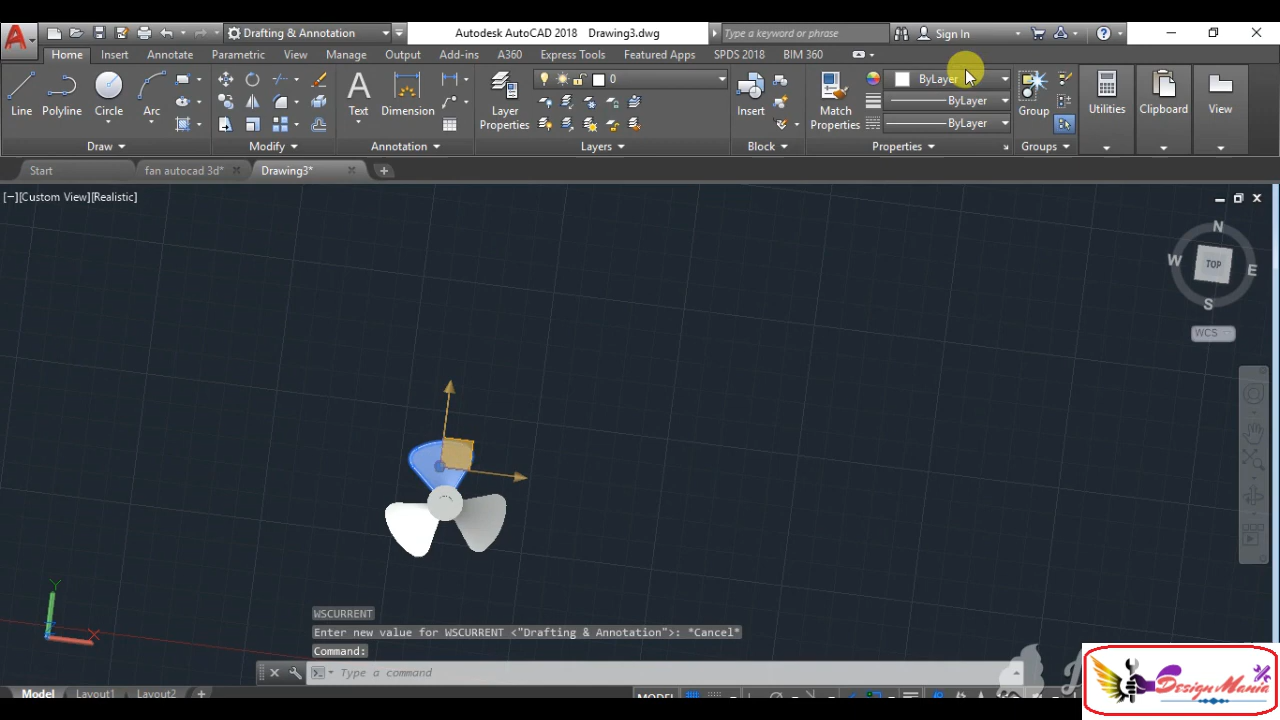 Drafting & Annotation
Autodesk AutoCAD 2018 Drawing3.dwg
Type a keyword or phrase
Sign In
Home Insert Annotate Parametric View Manage Output Add-ins A360 Express Tools Featured Apps SPDS 2018 BIM 360
0
ByLayer
ByLayer
ByLayer
Line Polyline Circle Arc
Text Dimension
Layer Properties
Insert
Match Properties
Group
Utilities Clipboard View
Draw Modify Annotation Layers Block Properties Groups
Start fan autocad 3d* Drawing3*
[−][Custom View][Realistic]
N
W TOP E
S
WCS
Y
X
WSCURRENT
Enter new value for WSCURRENT <"Drafting & Annotation">: *Cancel*
Command:
Type a command
Model Layout1 Layout2
MODEL
Design Mania